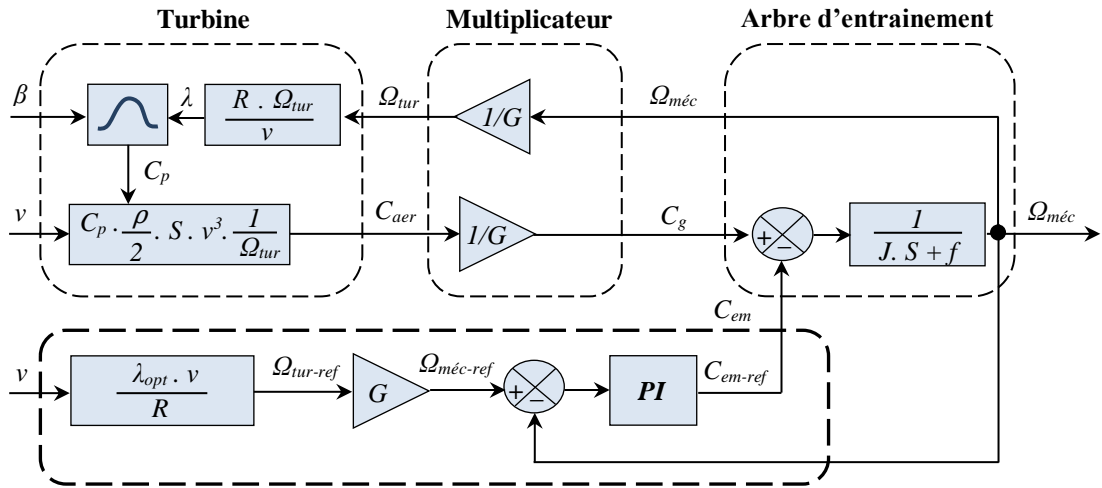 Turbine
Multiplicateur
Arbre d'entrainement
β
λ
R . Ω_tur
v
Ω_tur
1/G
Ω_méc
C_p
v
C_p . ρ/2 . S . v³ . 1/Ω_tur
C_aer
1/G
C_g
+
−
1
J. S + f
Ω_méc
C_em
v
λ_opt . v
R
Ω_tur-ref
G
Ω_méc-ref
+
−
PI
C_em-ref